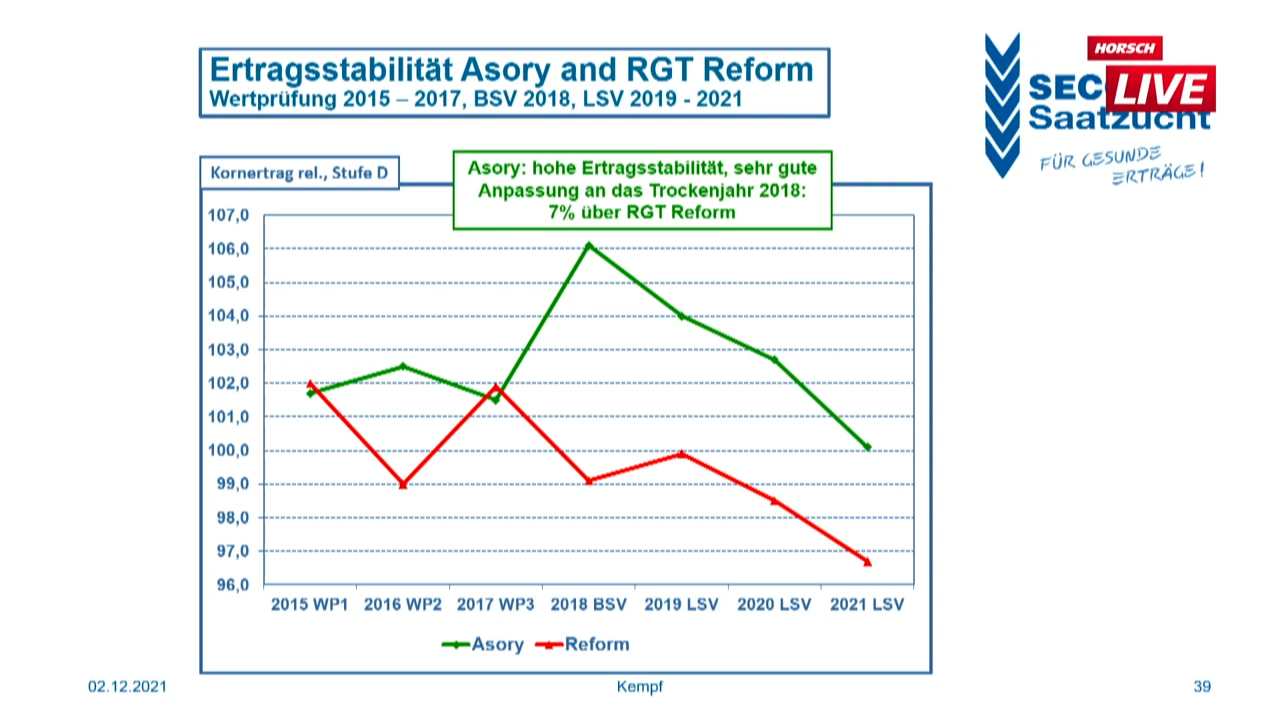 Ertragsstabilität Asory and RGT Reform
Wertprüfung 2015 – 2017, BSV 2018, LSV 2019 - 2021
HORSCH
LIVE
SEC
Saatzucht
FÜR GESUNDE
ERTRÄGE!
Kornertrag rel., Stufe D
Asory: hohe Ertragsstabilität, sehr gute
Anpassung an das Trockenjahr 2018:
7% über RGT Reform
107,0
106,0
105,0
104,0
103,0
102,0
101,0
100,0
99,0
98,0
97,0
96,0
2015 WP1 2016 WP2 2017 WP3 2018 BSV 2019 LSV 2020 LSV 2021 LSV
Asory Reform
02.12.2021 Kempf 39